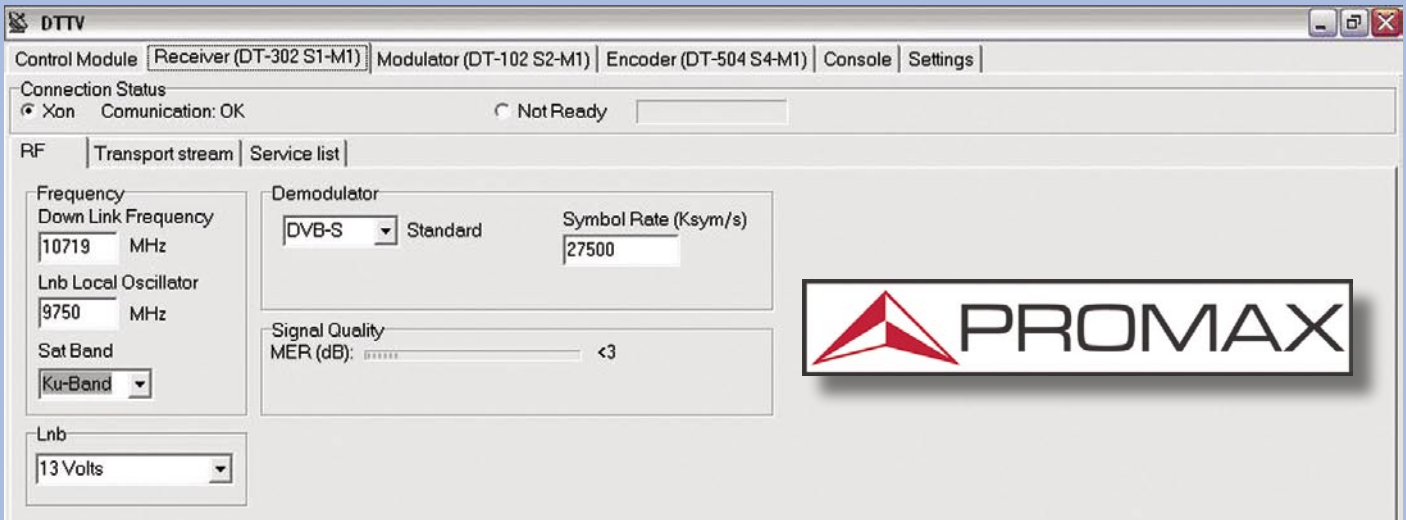 DTTV
Control Module Receiver (DT-302 S1-M1) Modulator (DT-102 S2-M1) Encoder (DT-504 S4-M1) Console Settings
Connection Status
Xon Comunication: OK Not Ready
RF Transport stream Service list
Frequency
Down Link Frequency
10719 MHz
Lnb Local Oscillator
9750 MHz
Sat Band
Ku-Band
Lnb
13 Volts
Demodulator
DVB-S Standard
Symbol Rate (Ksym/s)
27500
Signal Quality
MER (dB): <3
PROMAX